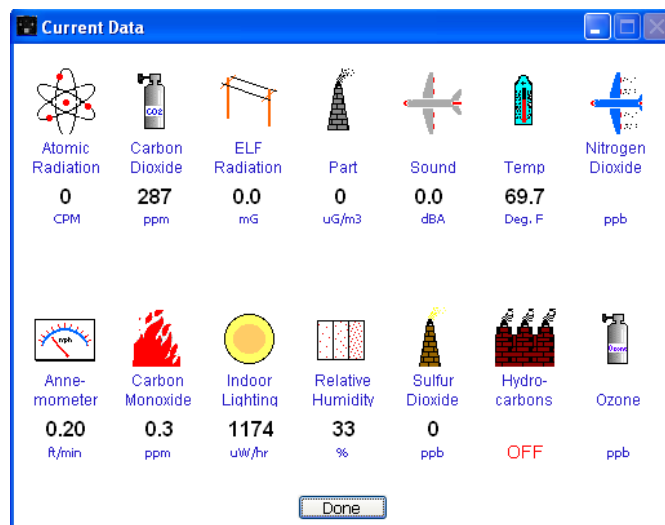 Current Data
CO2
Atomic Radiation Carbon Dioxide ELF Radiation Part Sound Temp Nitrogen Dioxide
0 287 0.0 0 0.0 69.7
CPM ppm mG uG/m3 dBA Deg. F ppb
mph
Ozone
Anne-mometer Carbon Monoxide Indoor Lighting Relative Humidity Sulfur Dioxide Hydro-carbons Ozone
0.20 0.3 1174 33 0 OFF
ft/min ppm uW/hr % ppb ppb
Done